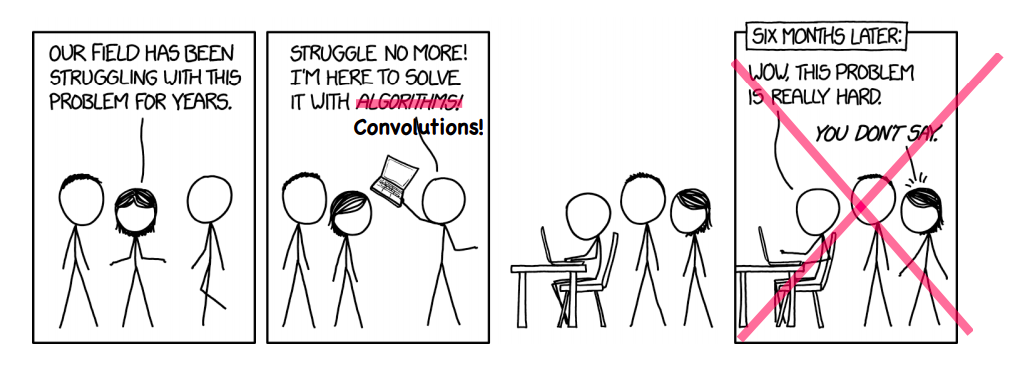 OUR FIELD HAS BEEN
STRUGGLING WITH THIS
PROBLEM FOR YEARS.
STRUGGLE NO MORE!
I'M HERE TO SOLVE
IT WITH ALGORITHMS!
Convolutions!
SIX MONTHS LATER:
WOW, THIS PROBLEM
IS REALLY HARD.
YOU DON'T SAY.